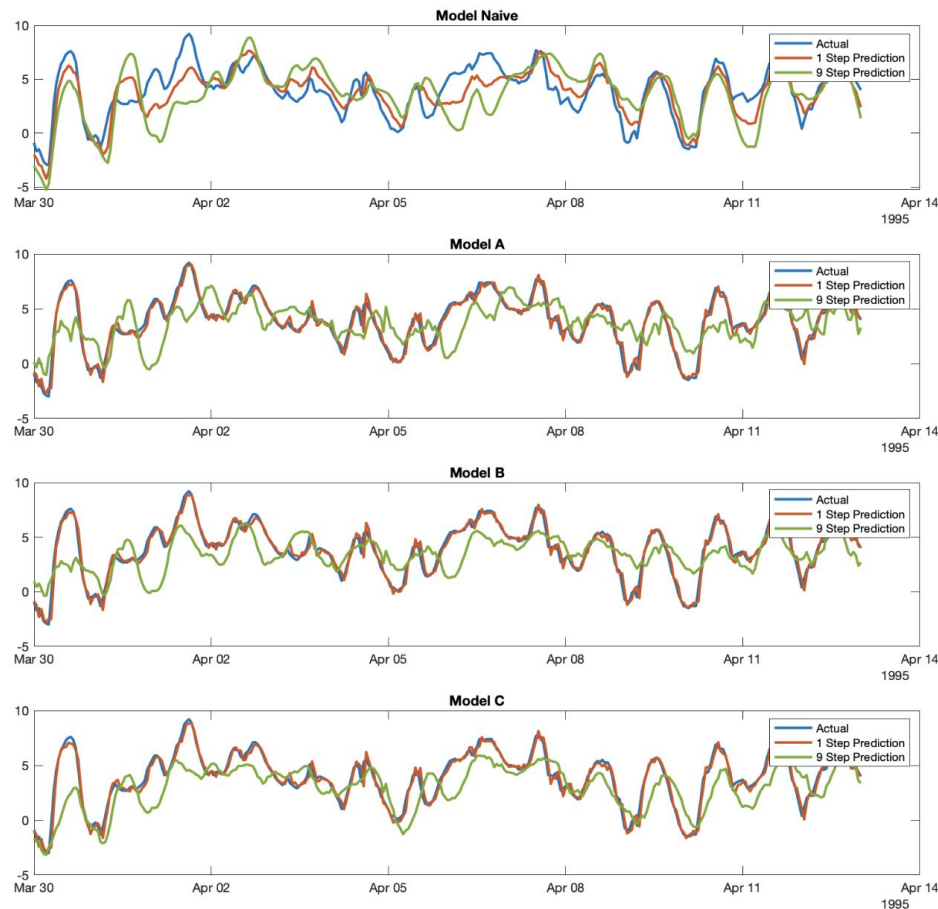 Model Naive
10
5
0
-5
Actual
1 Step Prediction
9 Step Prediction
Mar 30 Apr 02 Apr 05 Apr 08 Apr 11 Apr 14
1995
Model A
10
5
0
-5
Actual
1 Step Prediction
9 Step Prediction
Mar 30 Apr 02 Apr 05 Apr 08 Apr 11 Apr 14
1995
Model B
10
5
0
-5
Actual
1 Step Prediction
9 Step Prediction
Mar 30 Apr 02 Apr 05 Apr 08 Apr 11 Apr 14
1995
Model C
10
5
0
-5
Actual
1 Step Prediction
9 Step Prediction
Mar 30 Apr 02 Apr 05 Apr 08 Apr 11 Apr 14
1995